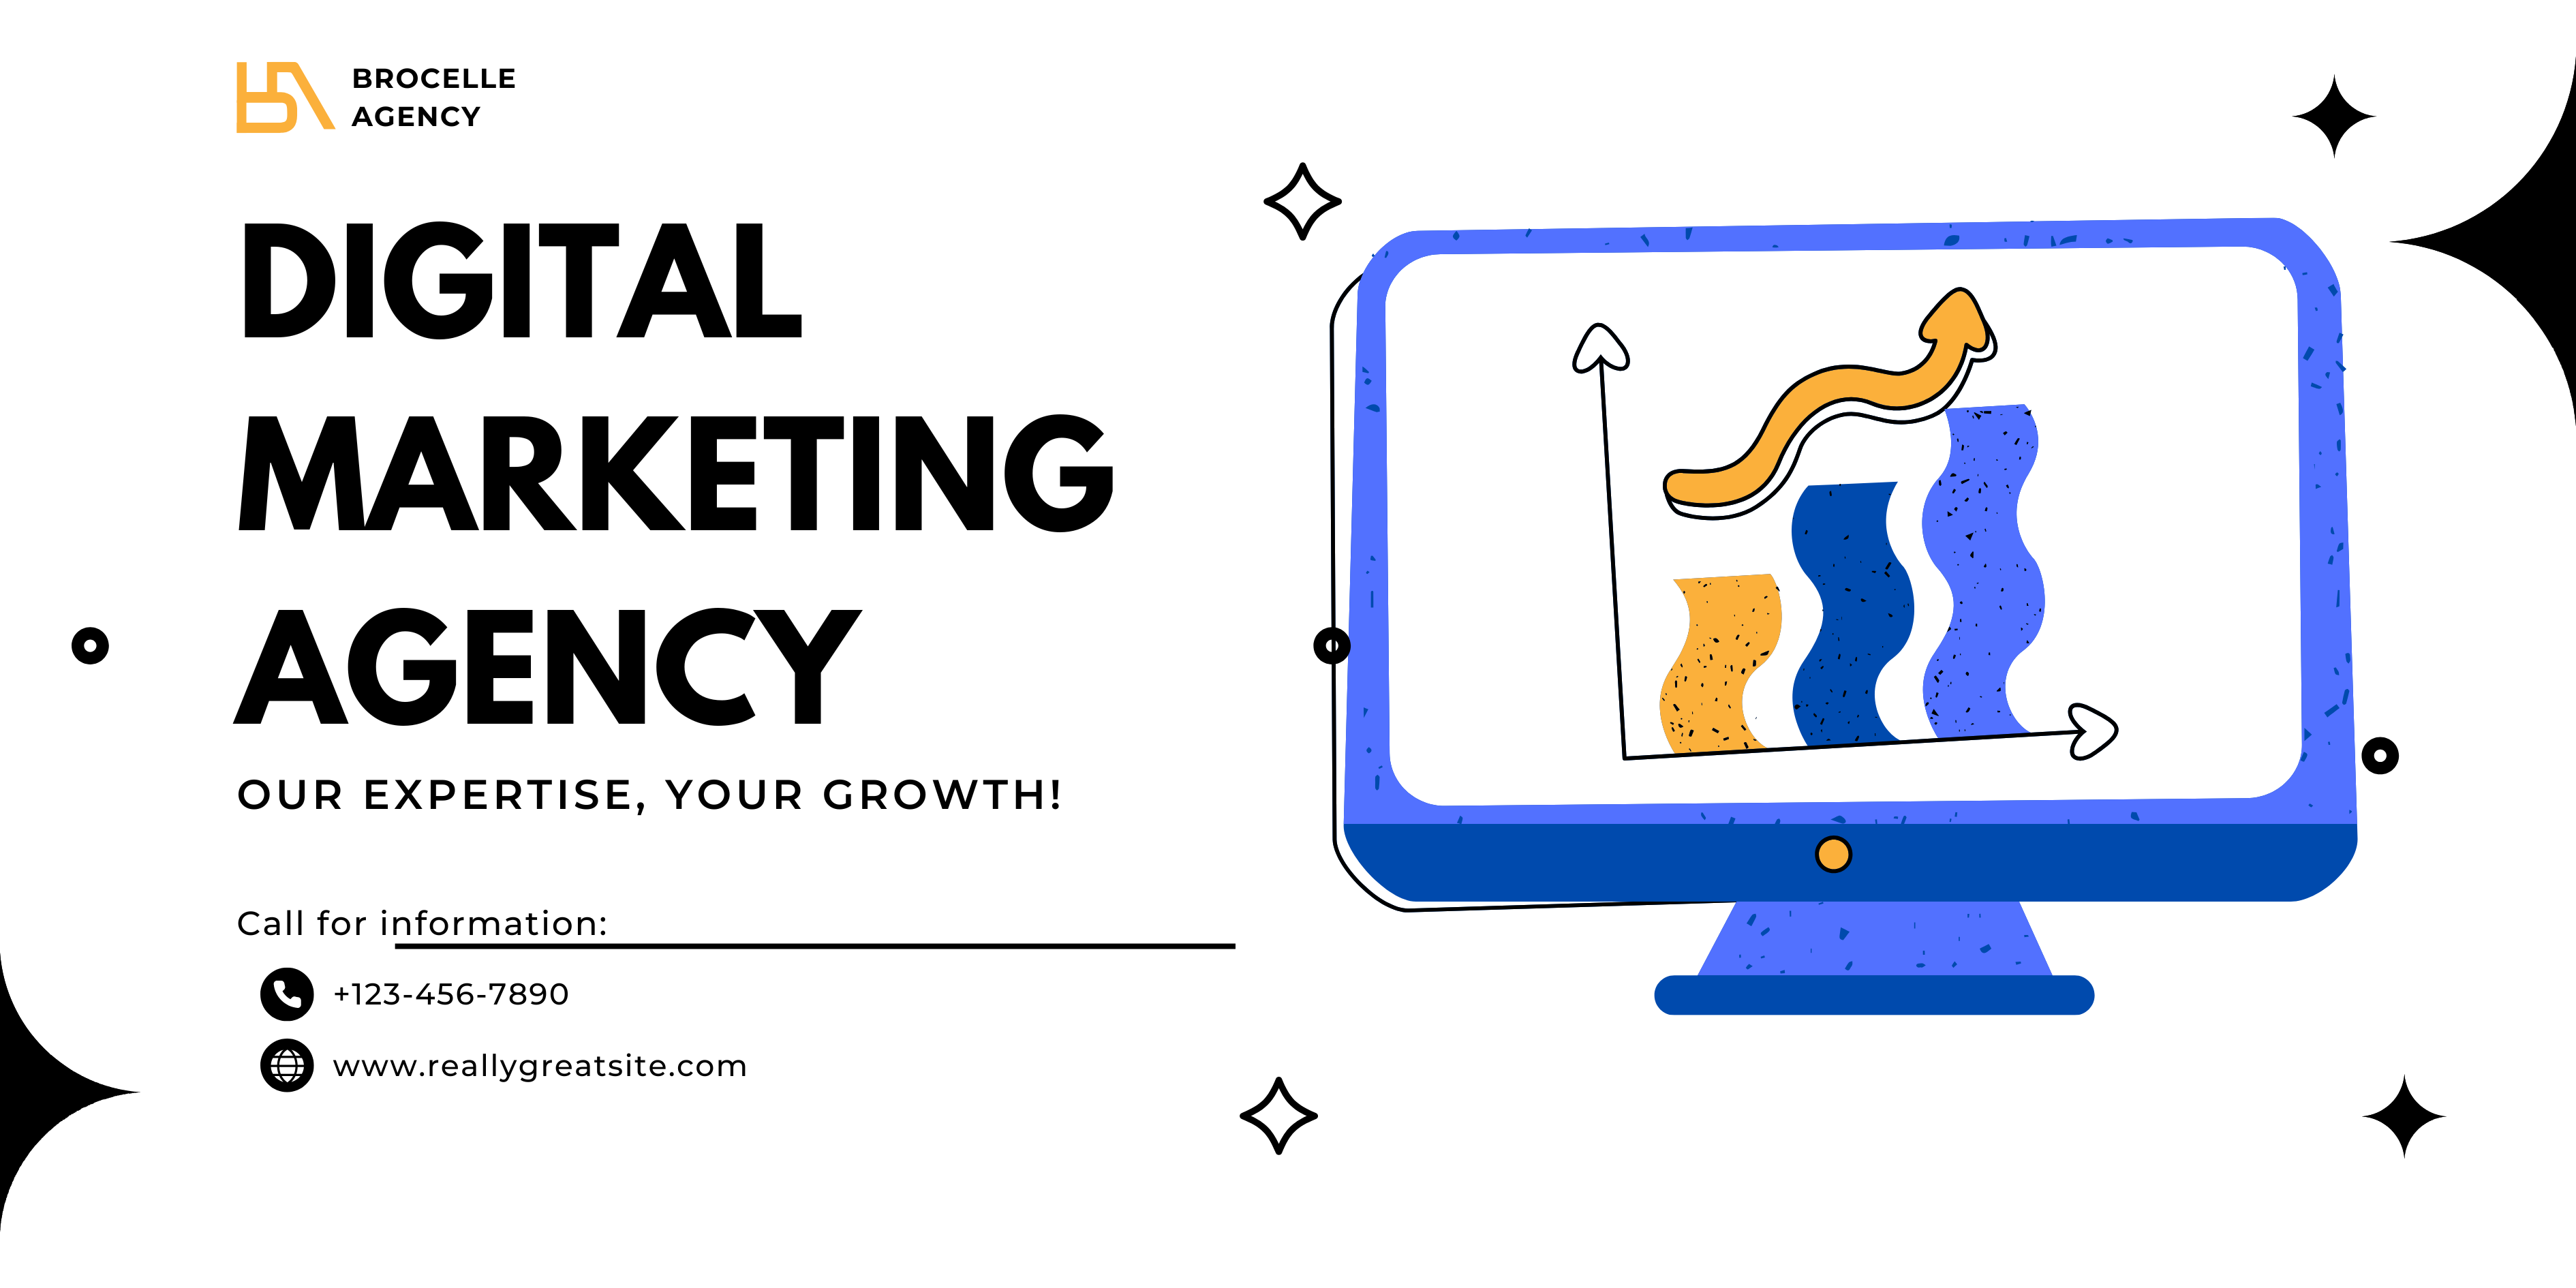 BROCELLE
AGENCY
DIGITAL
MARKETING
AGENCY
OUR EXPERTISE, YOUR GROWTH!
Call for information:
+123-456-7890
www.reallygreatsite.com